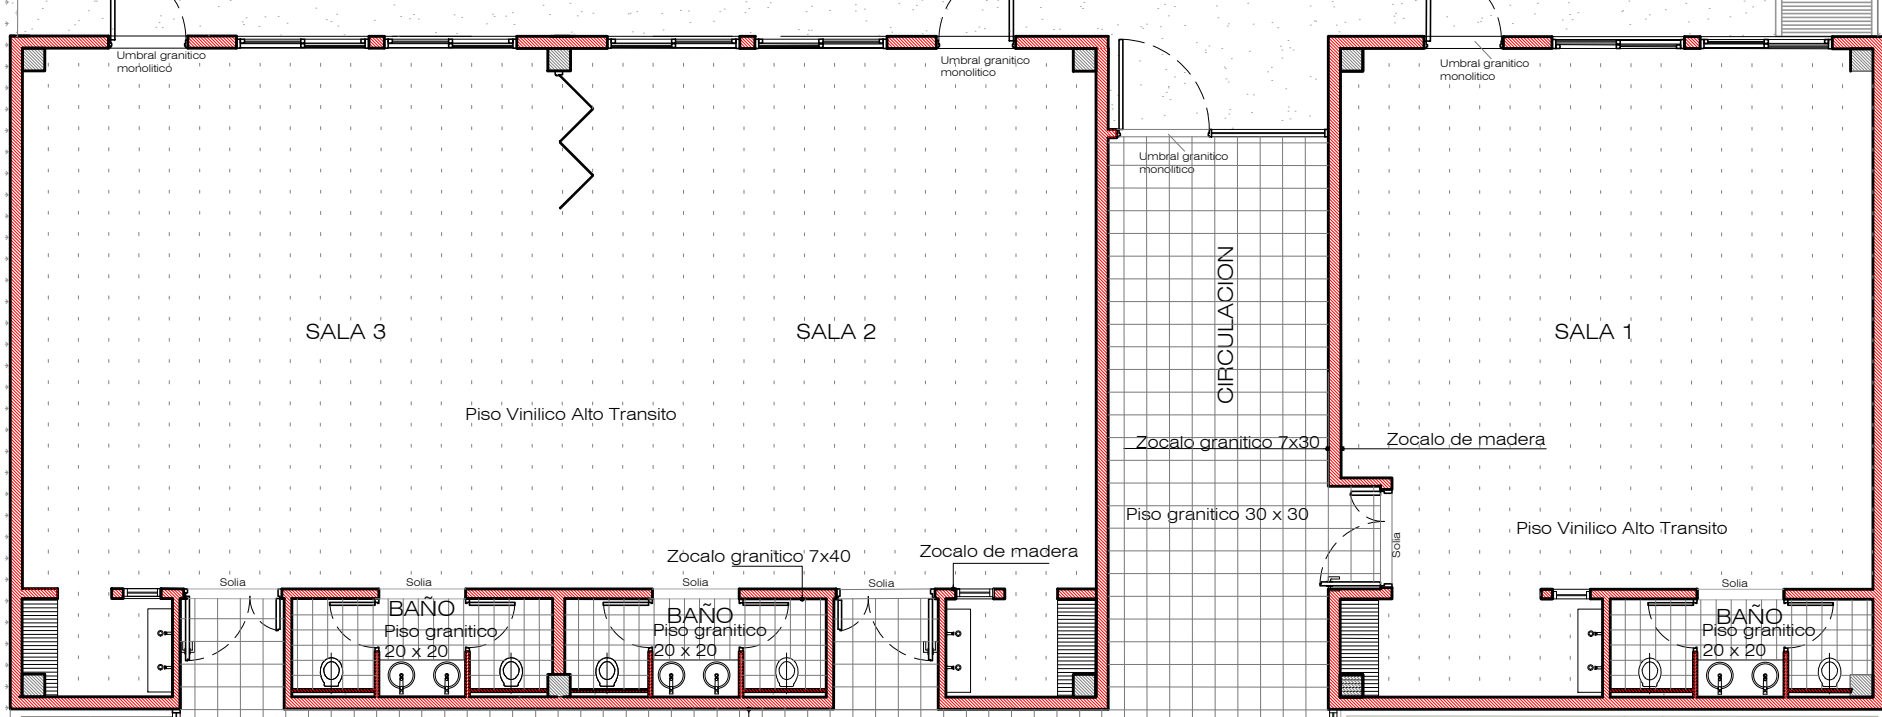 Umbral granitico
monolitico
Umbral granitico
monolitico
Umbral granitico
monolitico
Umbral granitico
monolitico
SALA 3
SALA 2
CIRCULACION
SALA 1
Piso Vinilico Alto Transito
Zocalo granitico 7x30
Zocalo de madera
Piso granitico 30 x 30
Piso Vinilico Alto Transito
Solia
Zocalo granitico 7x40
Zocalo de madera
Solia
Solia
Solia
Solia
Solia
BAÑO
Piso granitico
20 x 20
BAÑO
Piso granitico
20 x 20
BAÑO
Piso granitico
20 x 20